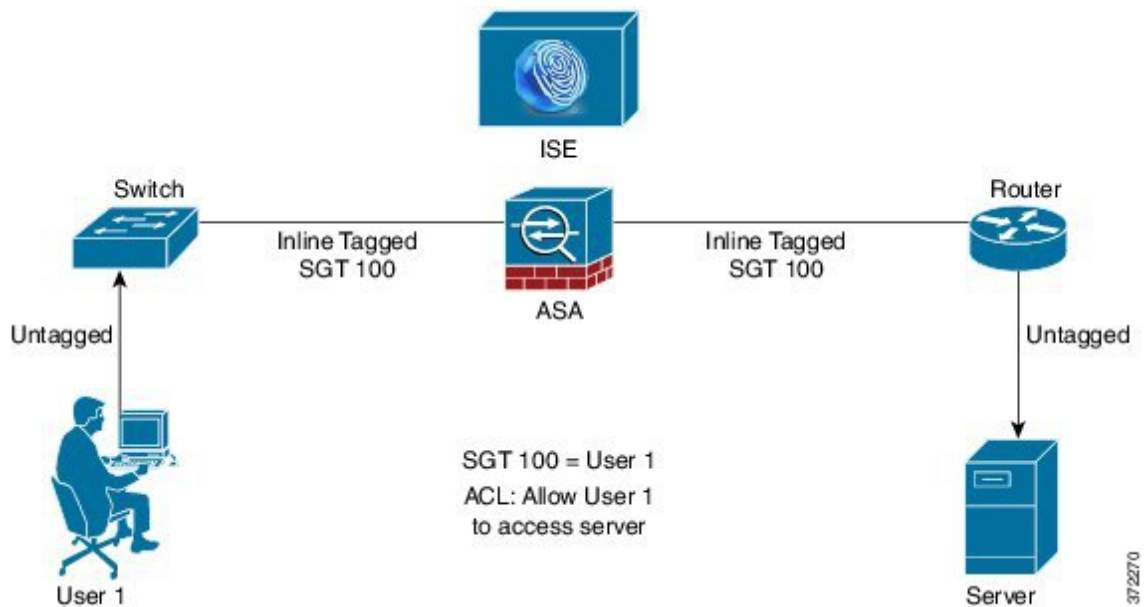 ISE
Switch
Router
Inline Tagged
SGT 100
Inline Tagged
SGT 100
ASA
Untagged
Untagged
SGT 100 = User 1
ACL: Allow User 1
to access server
User 1
Server
372270